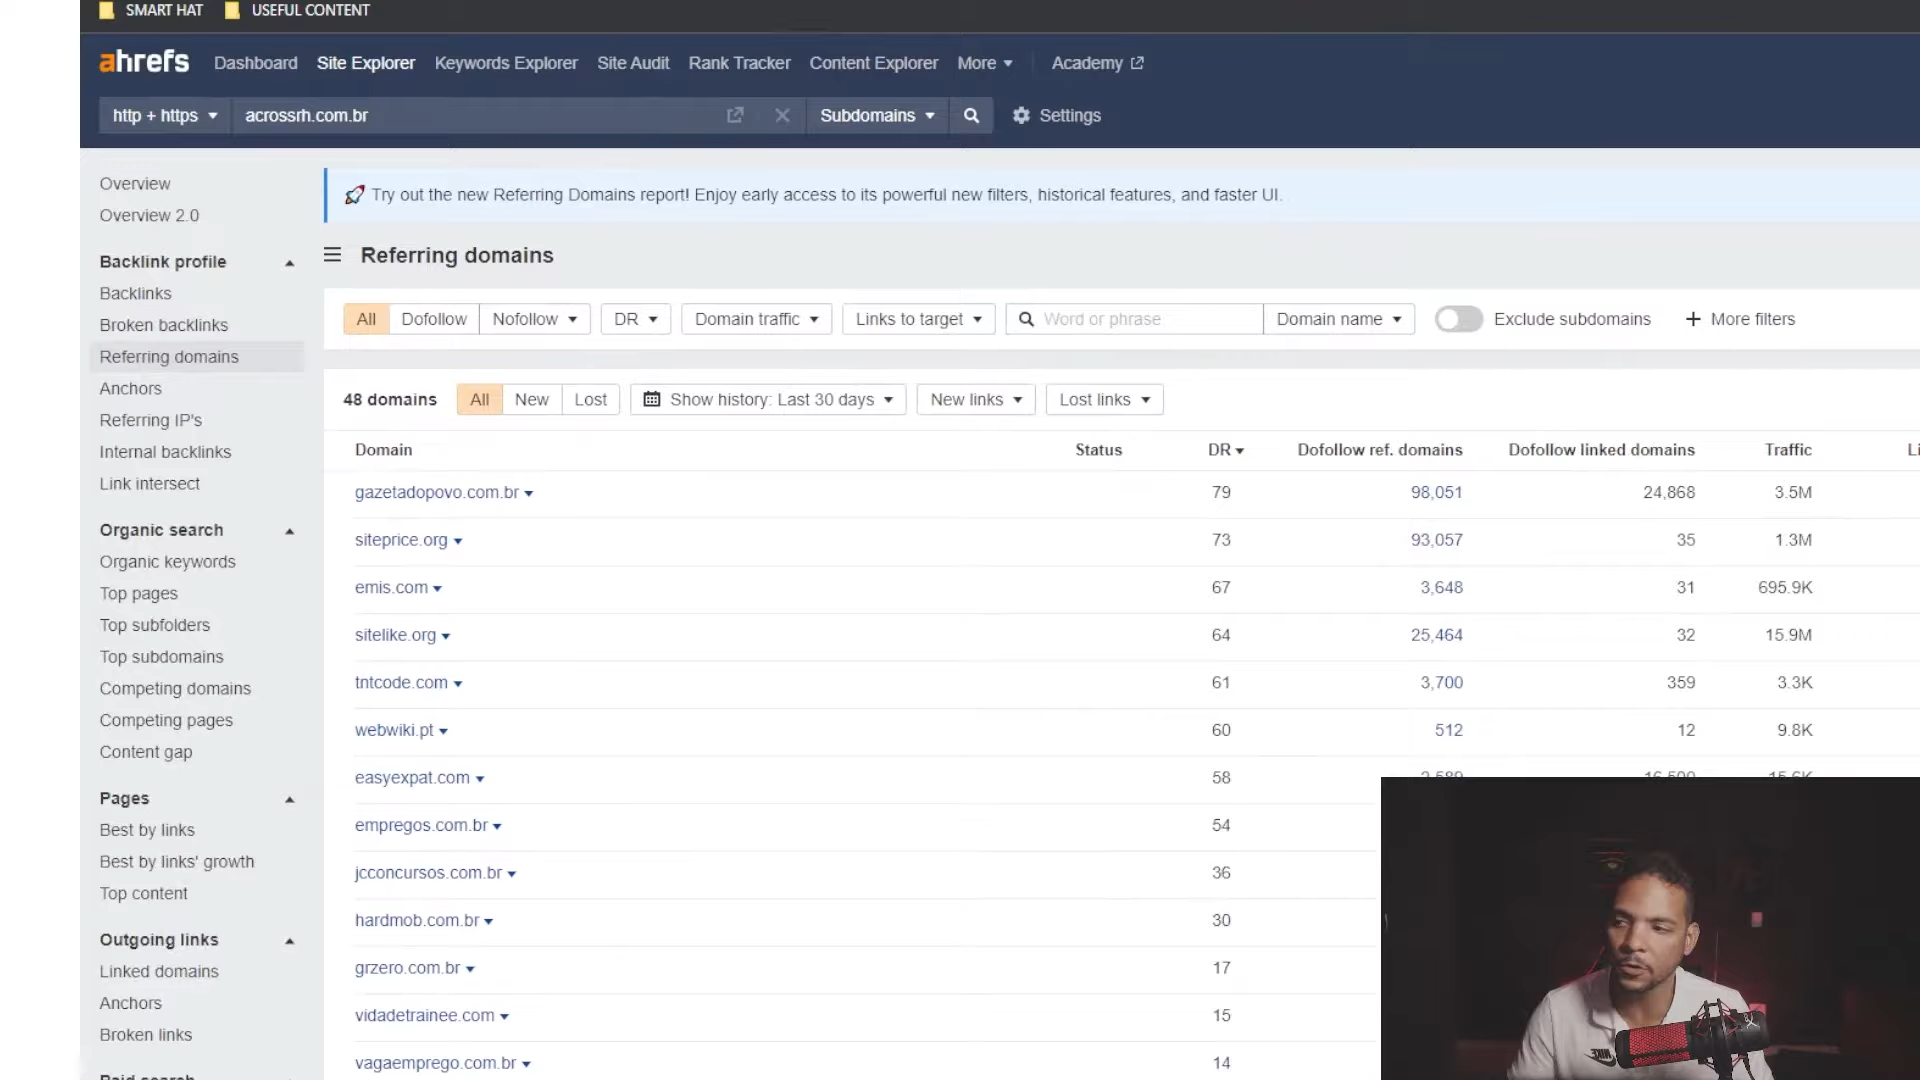 SMART HAT USEFUL CONTENT
ahrefs Dashboard Site Explorer Keywords Explorer Site Audit Rank Tracker Content Explorer More Academy
http + https acrossrh.com.br Subdomains Settings
Overview
Overview 2.0
Backlink profile
Backlinks
Broken backlinks
Referring domains
Anchors
Referring IP's
Internal backlinks
Link intersect
Organic search
Organic keywords
Top pages
Top subfolders
Top subdomains
Competing domains
Competing pages
Content gap
Pages
Best by links
Best by links' growth
Top content
Outgoing links
Linked domains
Anchors
Broken links
Try out the new Referring Domains report! Enjoy early access to its powerful new filters, historical features, and faster UI.
Referring domains
All Dofollow Nofollow DR Domain traffic Links to target Word or phrase Domain name Exclude subdomains + More filters
48 domains All New Lost Show history: Last 30 days New links Lost links
Domain Status DR Dofollow ref. domains Dofollow linked domains Traffic
gazetadopovo.com.br 79 98,051 24,868 3.5M
siteprice.org 73 93,057 35 1.3M
emis.com 67 3,648 31 695.9K
sitelike.org 64 25,464 32 15.9M
tntcode.com 61 3,700 359 3.3K
webwiki.pt 60 512 12 9.8K
easyexpat.com 58
empregos.com.br 54
jcconcursos.com.br 36
hardmob.com.br 30
grzero.com.br 17
vidadetrainee.com 15
vagaemprego.com.br 14